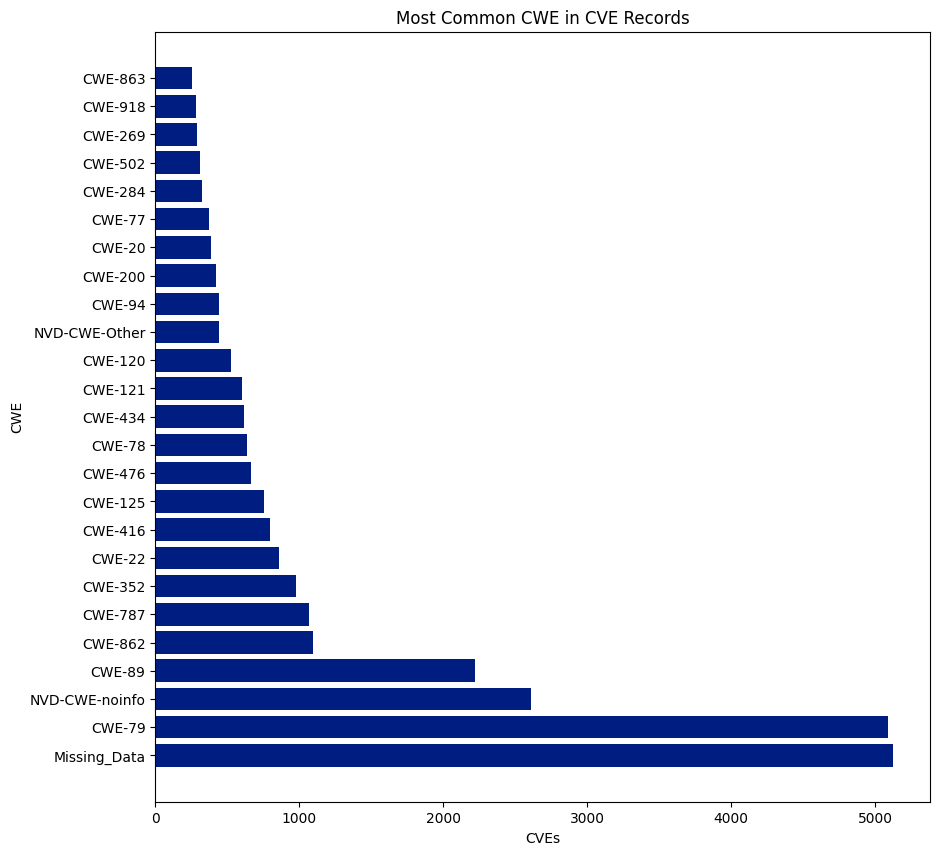 Most Common CWE in CVE Records
CWE-863
CWE-918
CWE-269
CWE-502
CWE-284
CWE-77
CWE-20
CWE-200
CWE-94
NVD-CWE-Other
CWE-120
CWE-121
CWE-434
CWE-78
CWE-476
CWE-125
CWE-416
CWE-22
CWE-352
CWE-787
CWE-862
CWE-89
NVD-CWE-noinfo
CWE-79
Missing_Data
CWE
0 1000 2000 3000 4000 5000
CVEs